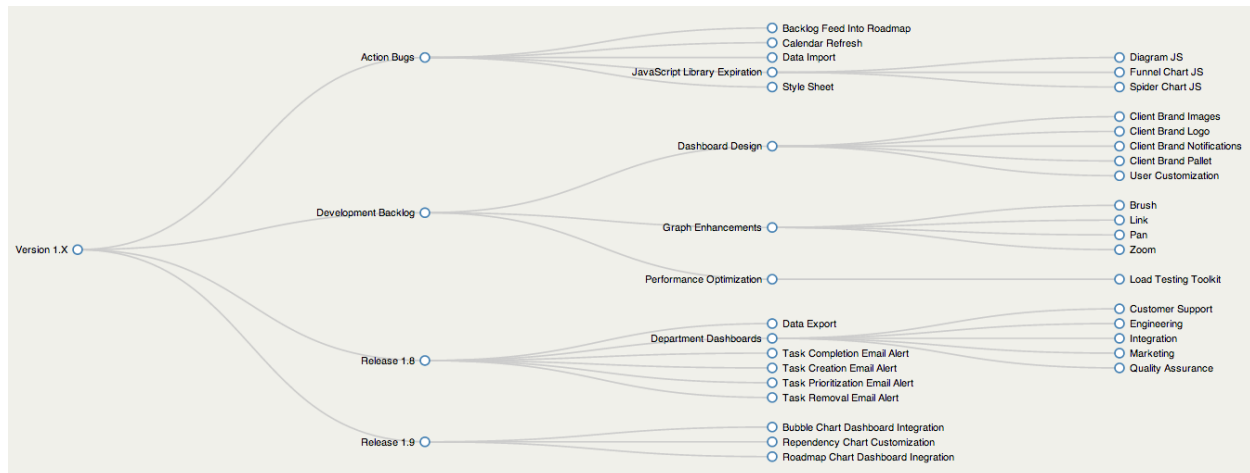 Version 1.X
Action Bugs
Backlog Feed Into Roadmap
Calendar Refresh
Data Import
JavaScript Library Expiration
Diagram JS
Funnel Chart JS
Spider Chart JS
Style Sheet
Development Backlog
Dashboard Design
Client Brand Images
Client Brand Logo
Client Brand Notifications
Client Brand Pallet
User Customization
Graph Enhancements
Brush
Link
Pan
Zoom
Performance Optimization
Load Testing Toolkit
Release 1.8
Data Export
Department Dashboards
Customer Support
Engineering
Integration
Marketing
Quality Assurance
Task Completion Email Alert
Task Creation Email Alert
Task Prioritization Email Alert
Task Removal Email Alert
Release 1.9
Bubble Chart Dashboard Integration
Rependency Chart Customization
Roadmap Chart Dashboard Inegration